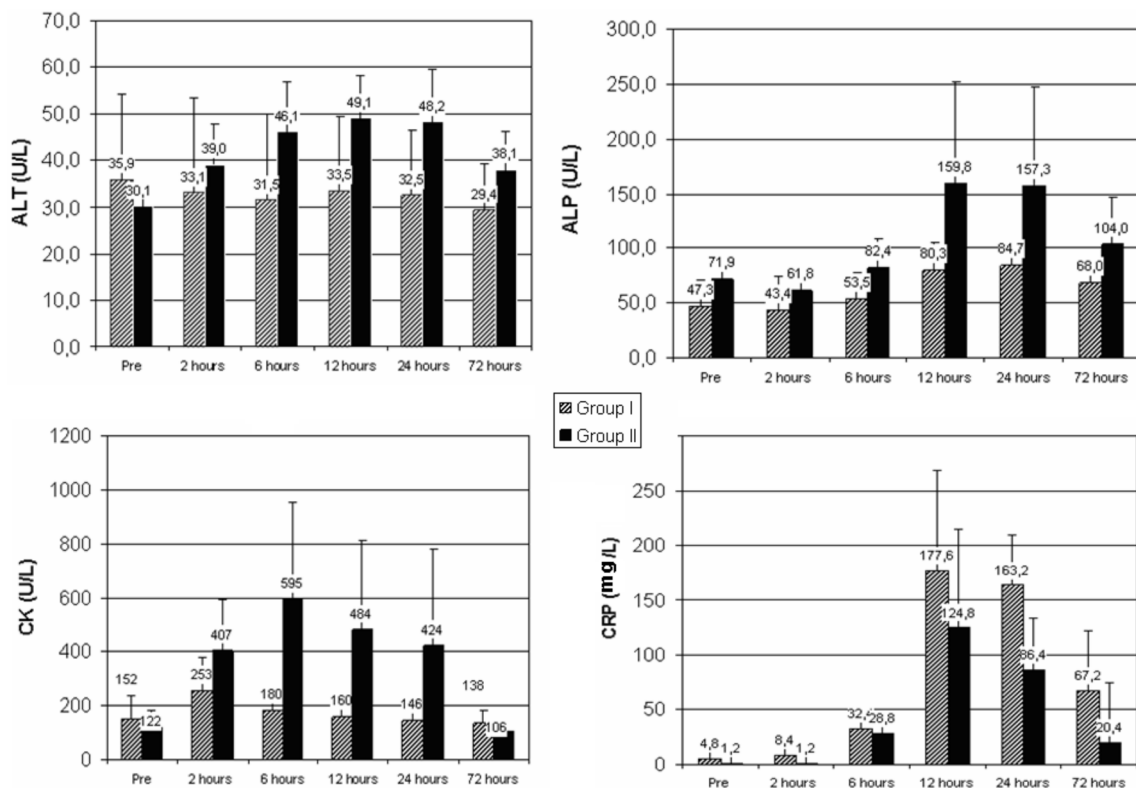 70,0
60,0
50,0
40,0
30,0
20,0
10,0
0,0
ALT (U/L)
35,9
30,1
33,1
39,0
31,5
46,1
33,5
49,1
32,5
48,2
29,4
38,1
Pre
2 hours
6 hours
12 hours
24 hours
72 hours
300,0
250,0
200,0
150,0
100,0
50,0
0,0
ALP (U/L)
47,3
71,9
43,4
61,8
53,5
82,4
80,3
159,8
84,7
157,3
68,0
104,0
Pre
2 hours
6 hours
12 hours
24 hours
72 hours
Group I
Group II
1200
1000
800
600
400
200
0
CK (U/L)
152
122
253
407
180
595
160
484
146
424
138
106
Pre
2 hours
6 hours
12 hours
24 hours
72 hours
250
200
150
100
50
0
CRP (mg/L)
4,8
1,2
8,4
1,2
28,8
177,6
124,8
163,2
86,4
67,2
20,4
Pre
2 hours
6 hours
12 hours
24 hours
72 hours